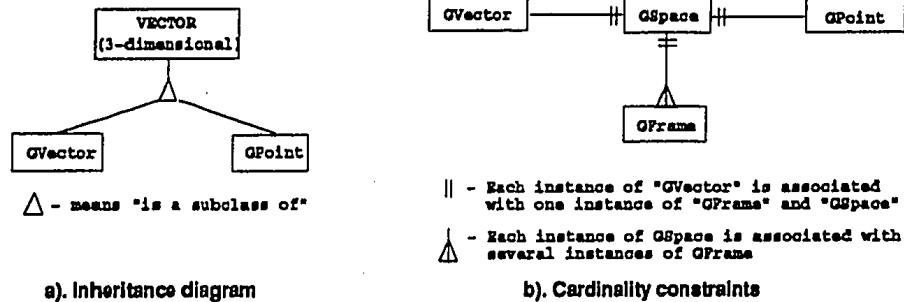 VECTOR
(3-dimensional)
GVector
GPoint
△ - means "is a subclass of"
a). Inheritance diagram
GVector
GSpace
GPoint
GFrame
|| - Each instance of "GVector" is associated
with one instance of "GFrame" and "GSpace"
- Each instance of GSpace is associated with
several instances of GFrame
b). Cardinality constraints